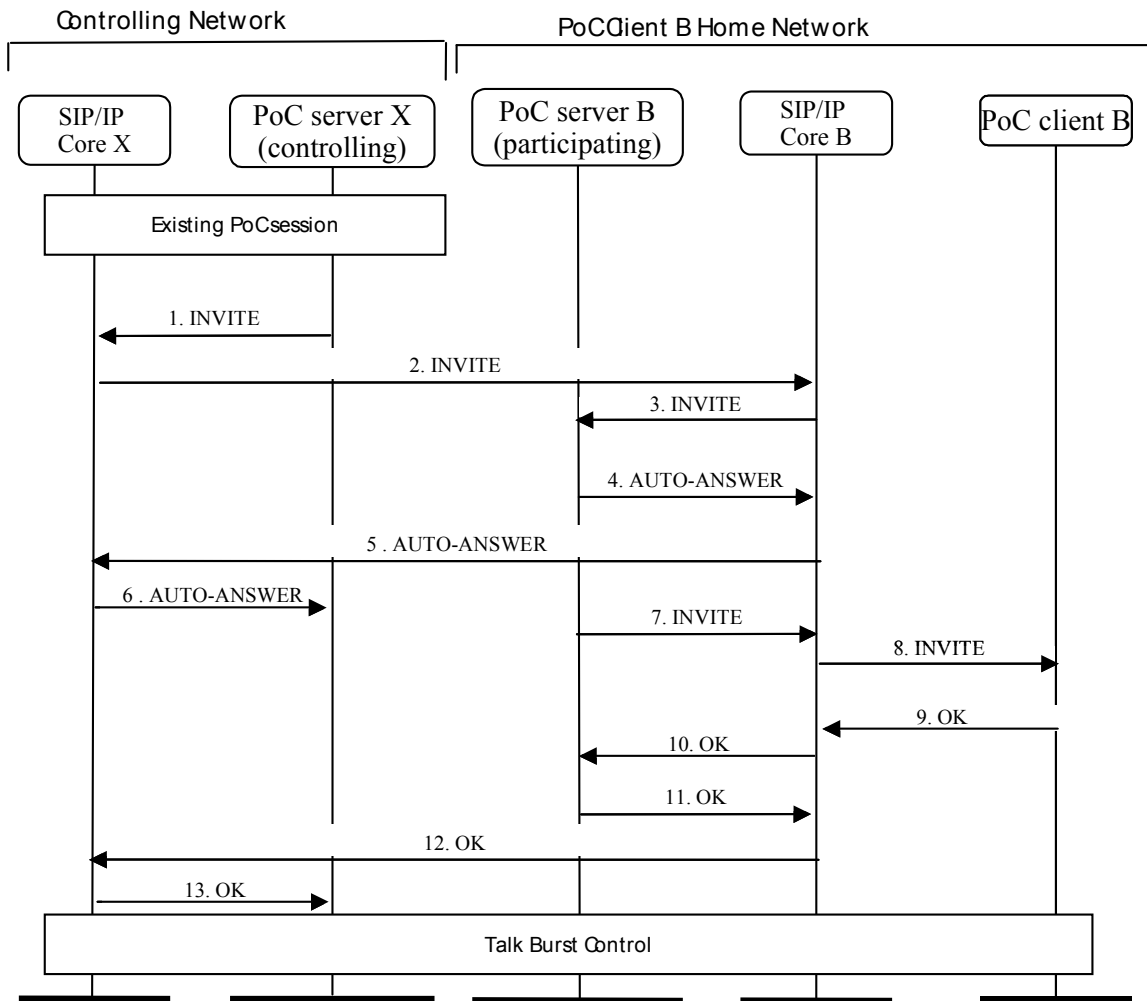 Controlling Network
PoCClient B Home Network
SIP/IP
Core X
PoC server X
(controlling)
PoC server B
(participating)
SIP/IP
Core B
PoC client B
Existing PoCsession
1. INVITE
2. INVITE
3. INVITE
4. AUTO-ANSWER
5 . AUTO-ANSWER
6 . AUTO-ANSWER
7. INVITE
8. INVITE
9. OK
10. OK
11. OK
12. OK
13. OK
Talk Burst Control